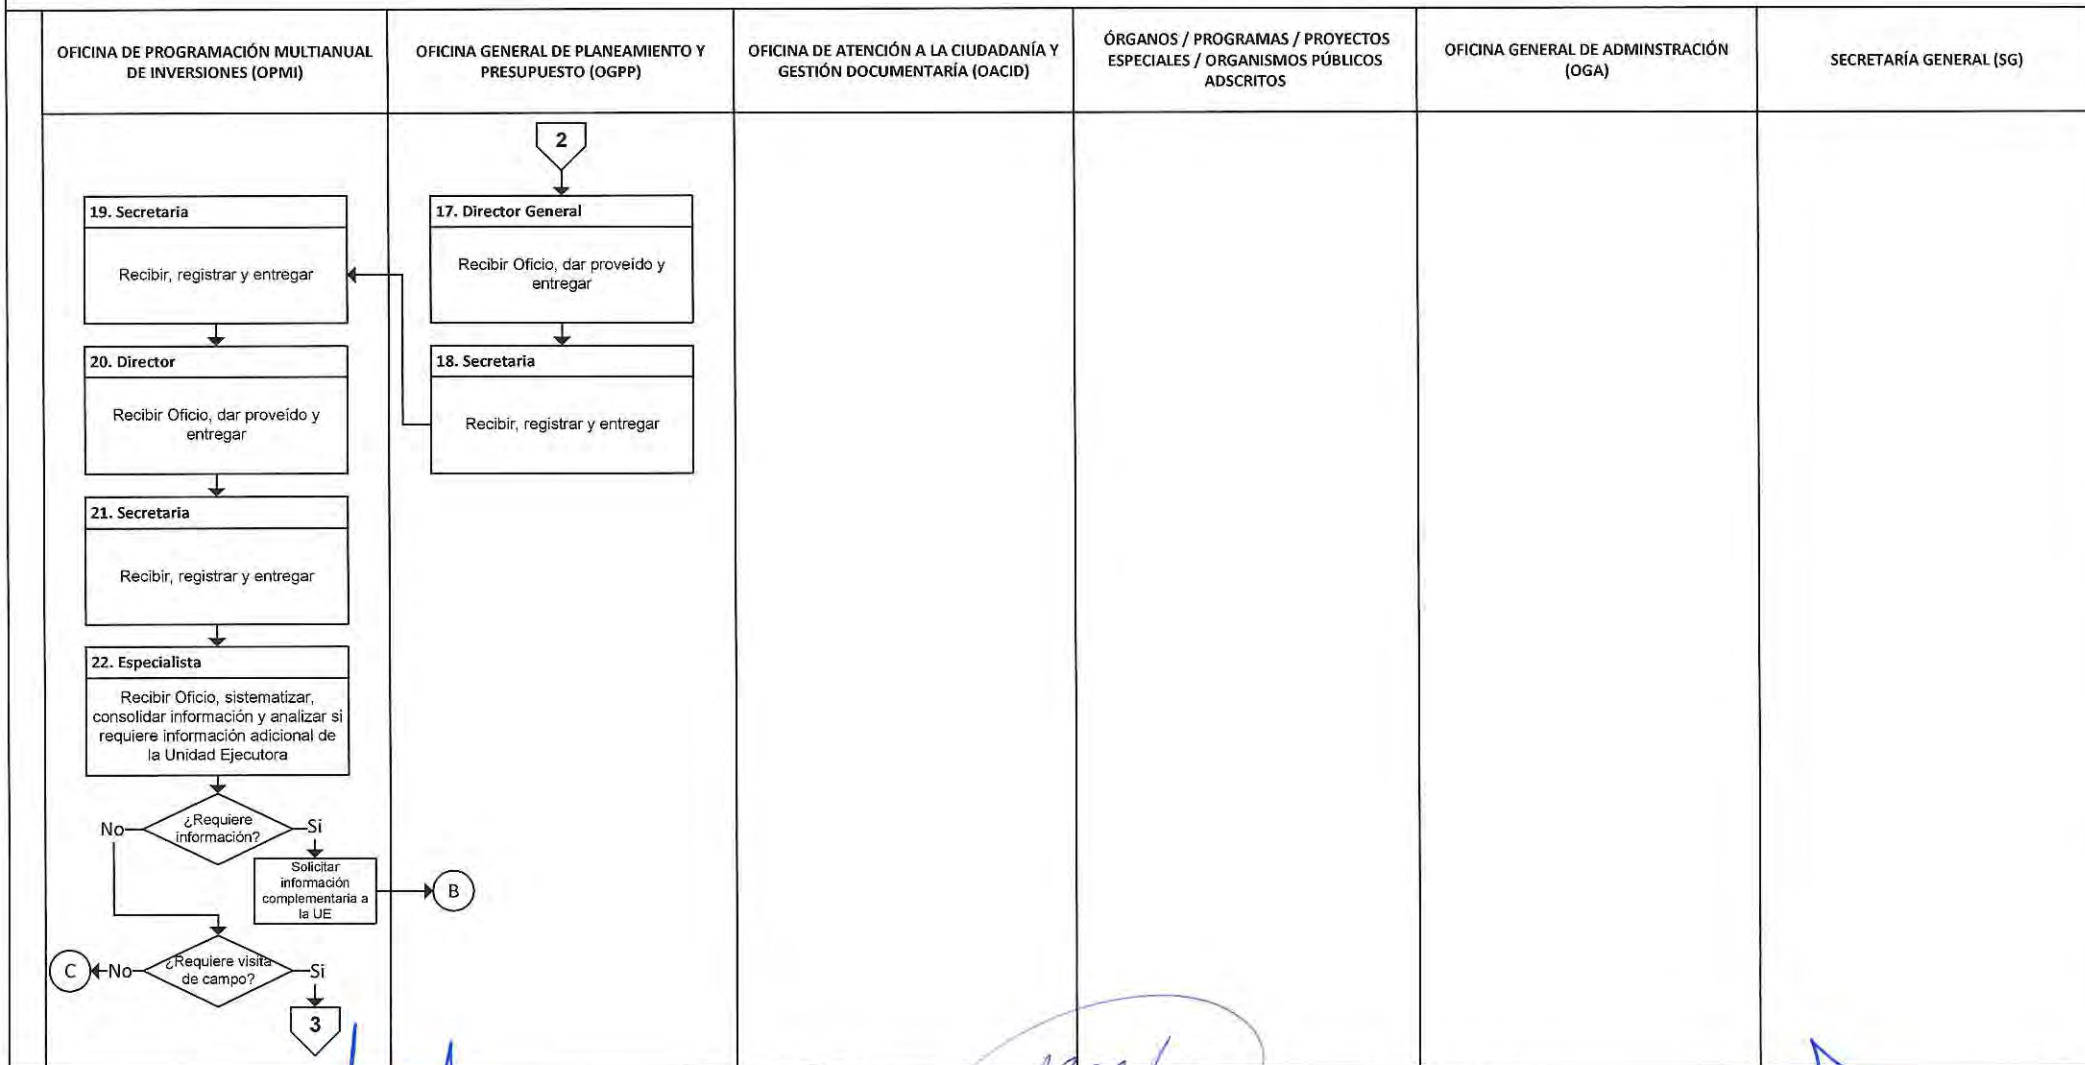 OFICINA DE PROGRAMACIÓN MULTIANUAL
DE INVERSIONES (OPMI)
OFICINA GENERAL DE PLANEAMIENTO Y
PRESUPUESTO (OGPP)
OFICINA DE ATENCIÓN A LA CIUDADANÍA Y
GESTIÓN DOCUMENTARÍA (OACID)
ÓRGANOS / PROGRAMAS / PROYECTOS
ESPECIALES / ORGANISMOS PÚBLICOS
ADSCRITOS
OFICINA GENERAL DE ADMINSTRACIÓN
(OGA)
SECRETARÍA GENERAL (SG)
2
17. Director General
Recibir Oficio, dar proveído y
entregar
18. Secretaria
Recibir, registrar y entregar
19. Secretaria
Recibir, registrar y entregar
20. Director
Recibir Oficio, dar proveído y
entregar
21. Secretaria
Recibir, registrar y entregar
22. Especialista
Recibir Oficio, sistematizar,
consolidar información y analizar si
requiere información adicional de
la Unidad Ejecutora
¿Requiere
información?
No
Si
Solicitar
información
complementaria a
la UE
B
¿Requiere visita
de campo?
No
C
Si
3